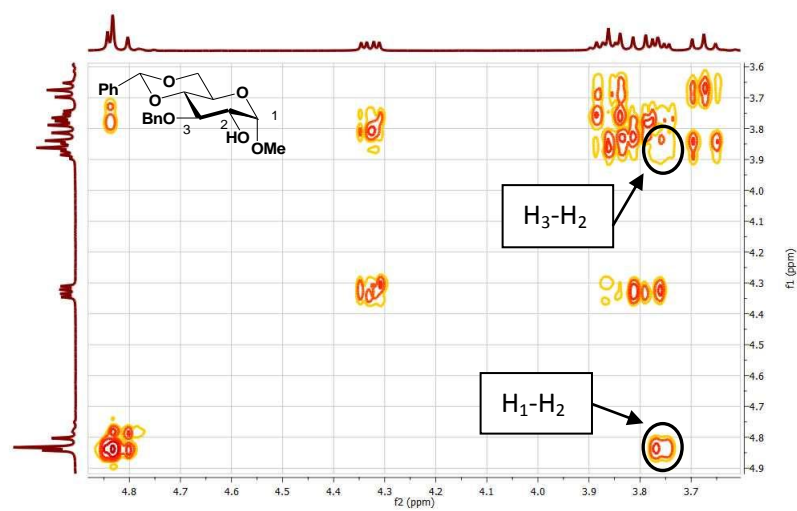 Ph
O
O
O
BnO
3
2
HO
1
OMe
H₃-H₂
H₁-H₂
3.6
3.7
3.8
3.9
4.0
4.1
4.2
4.3
4.4
4.5
4.6
4.7
4.8
4.9
f1 (ppm)
4.8 4.7 4.6 4.5 4.4 4.3 4.2 4.1 4.0 3.9 3.8 3.7
f2 (ppm)